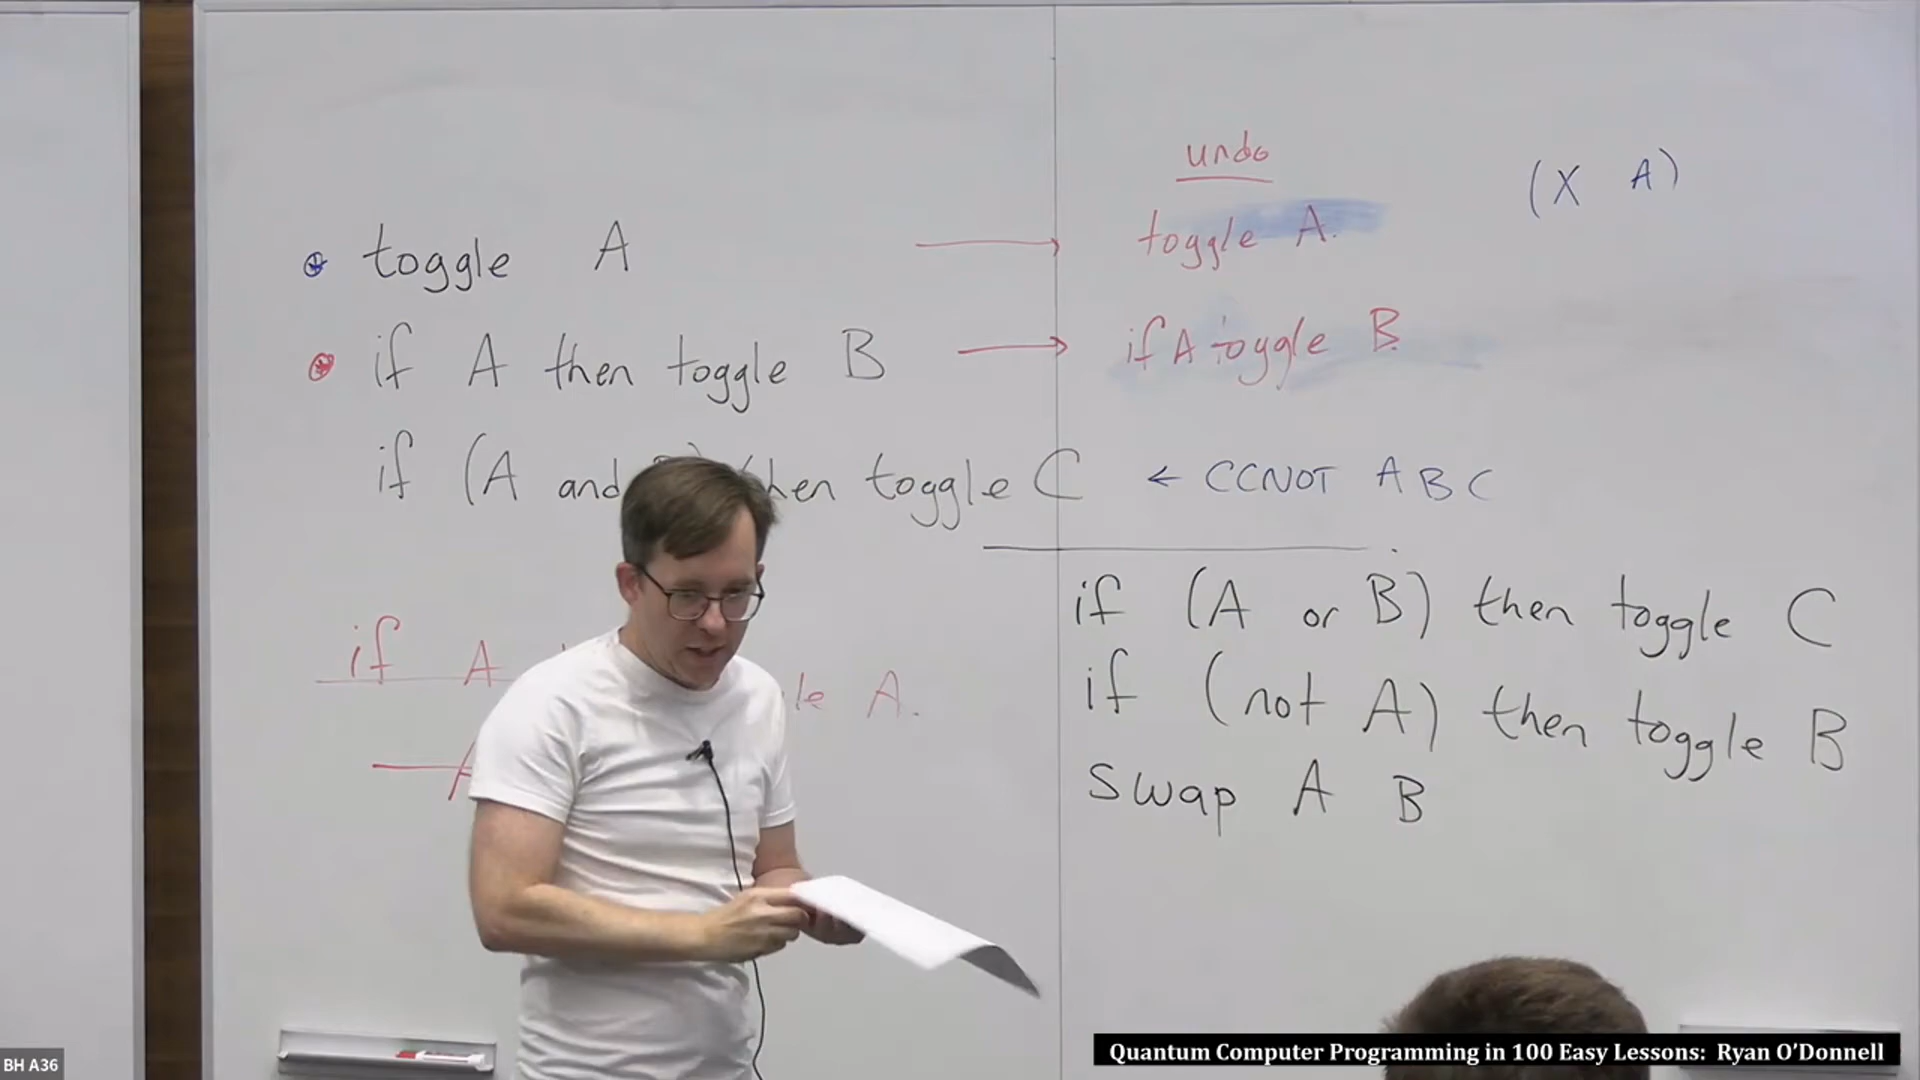 undo
(X A)
toggle A
toggle A.
if A then toggle B
if A toggle B
if (A and then toggle C ← CCNOT A B C
if (A or B) then toggle C
if A A.
if (not A) then toggle B
swap A B
BH A36
Quantum Computer Programming in 100 Easy Lessons: Ryan O'Donnell